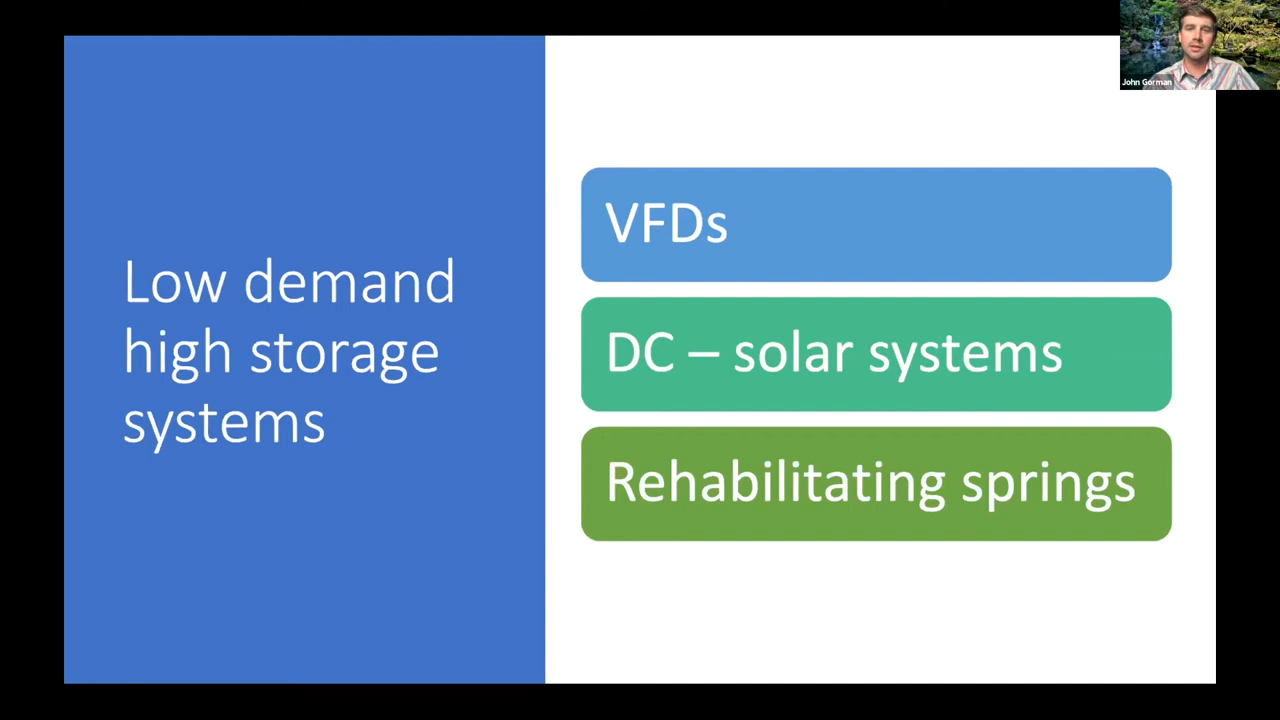 John Gorman
Low demand
high storage
systems
VFDs
DC – solar systems
Rehabilitating springs